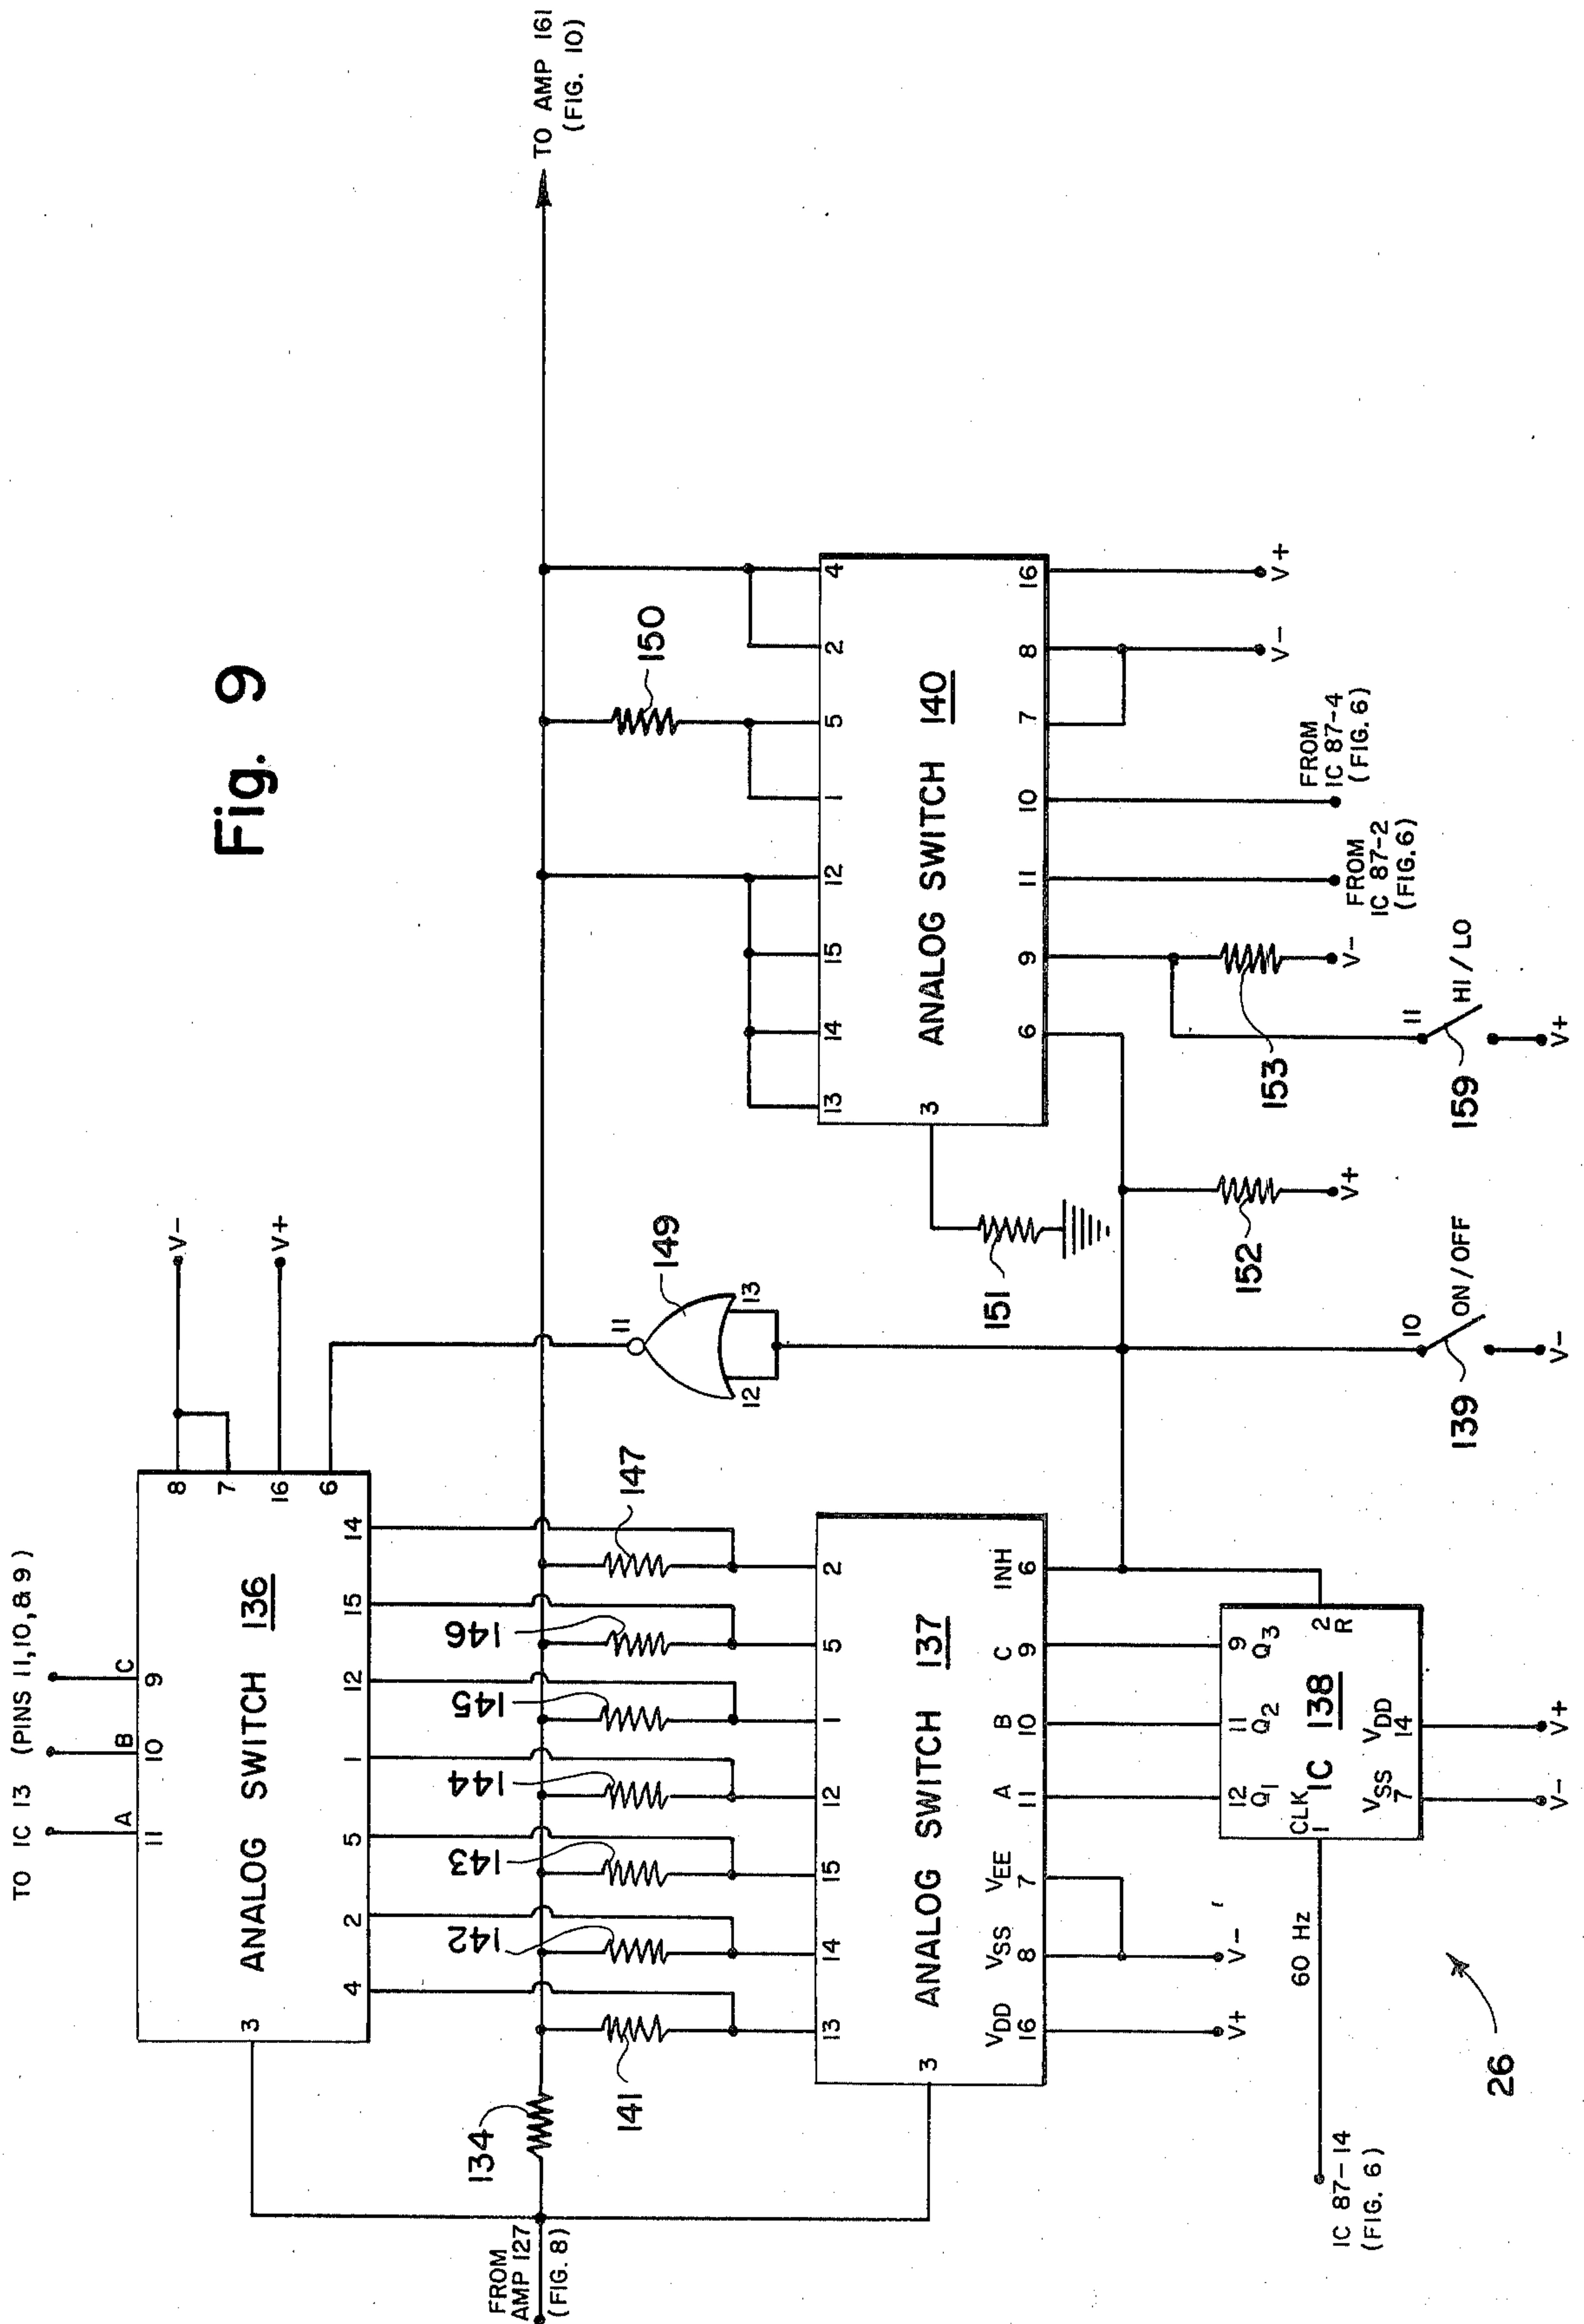 Fig. 9
TO IC 13 (PINS 11,10,8 & 9)
A
B
C
11
10
9
3
ANALOG SWITCH 136
8
7
16
6
V-
V+
4
2
5
1
12
15
14
FROM
AMP 127
(FIG. 8)
134
141
142
143
144
145
146
147
149
11
12
13
TO AMP 161
(FIG. 10)
150
13
14
15
12
1
5
2
4
3
ANALOG SWITCH 140
6
9
11
10
7
8
16
151
152
V+
153
V-
FROM
IC 87-2
(FIG.6)
FROM
IC 87-4
(FIG.6)
V-
V+
11
HI / LO
159
V+
10
ON / OFF
139
V-
13
14
15
12
1
5
2
3
ANALOG SWITCH 137
VDD
16
VSS
8
VEE
7
A
11
B
10
C
9
INH
6
V+
V-
12
Q1
11
Q2
9
Q3
CLK
1
IC 138
2
R
VSS
7
VDD
14
V-
V+
60 Hz
IC 87-14
(FIG. 6)
26